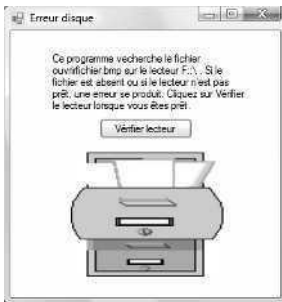 Erreur disque
Ce programme vecherche le fichier
ouvrifichier.bmp sur le lecteur F:\ . Si le
fichier est absent ou si le lecteur n'est pas
prêt, une erreur se produit. Cliquez sur Vérifier
le lecteur lorsque vous êtes prêt.
Vérifier lecteur